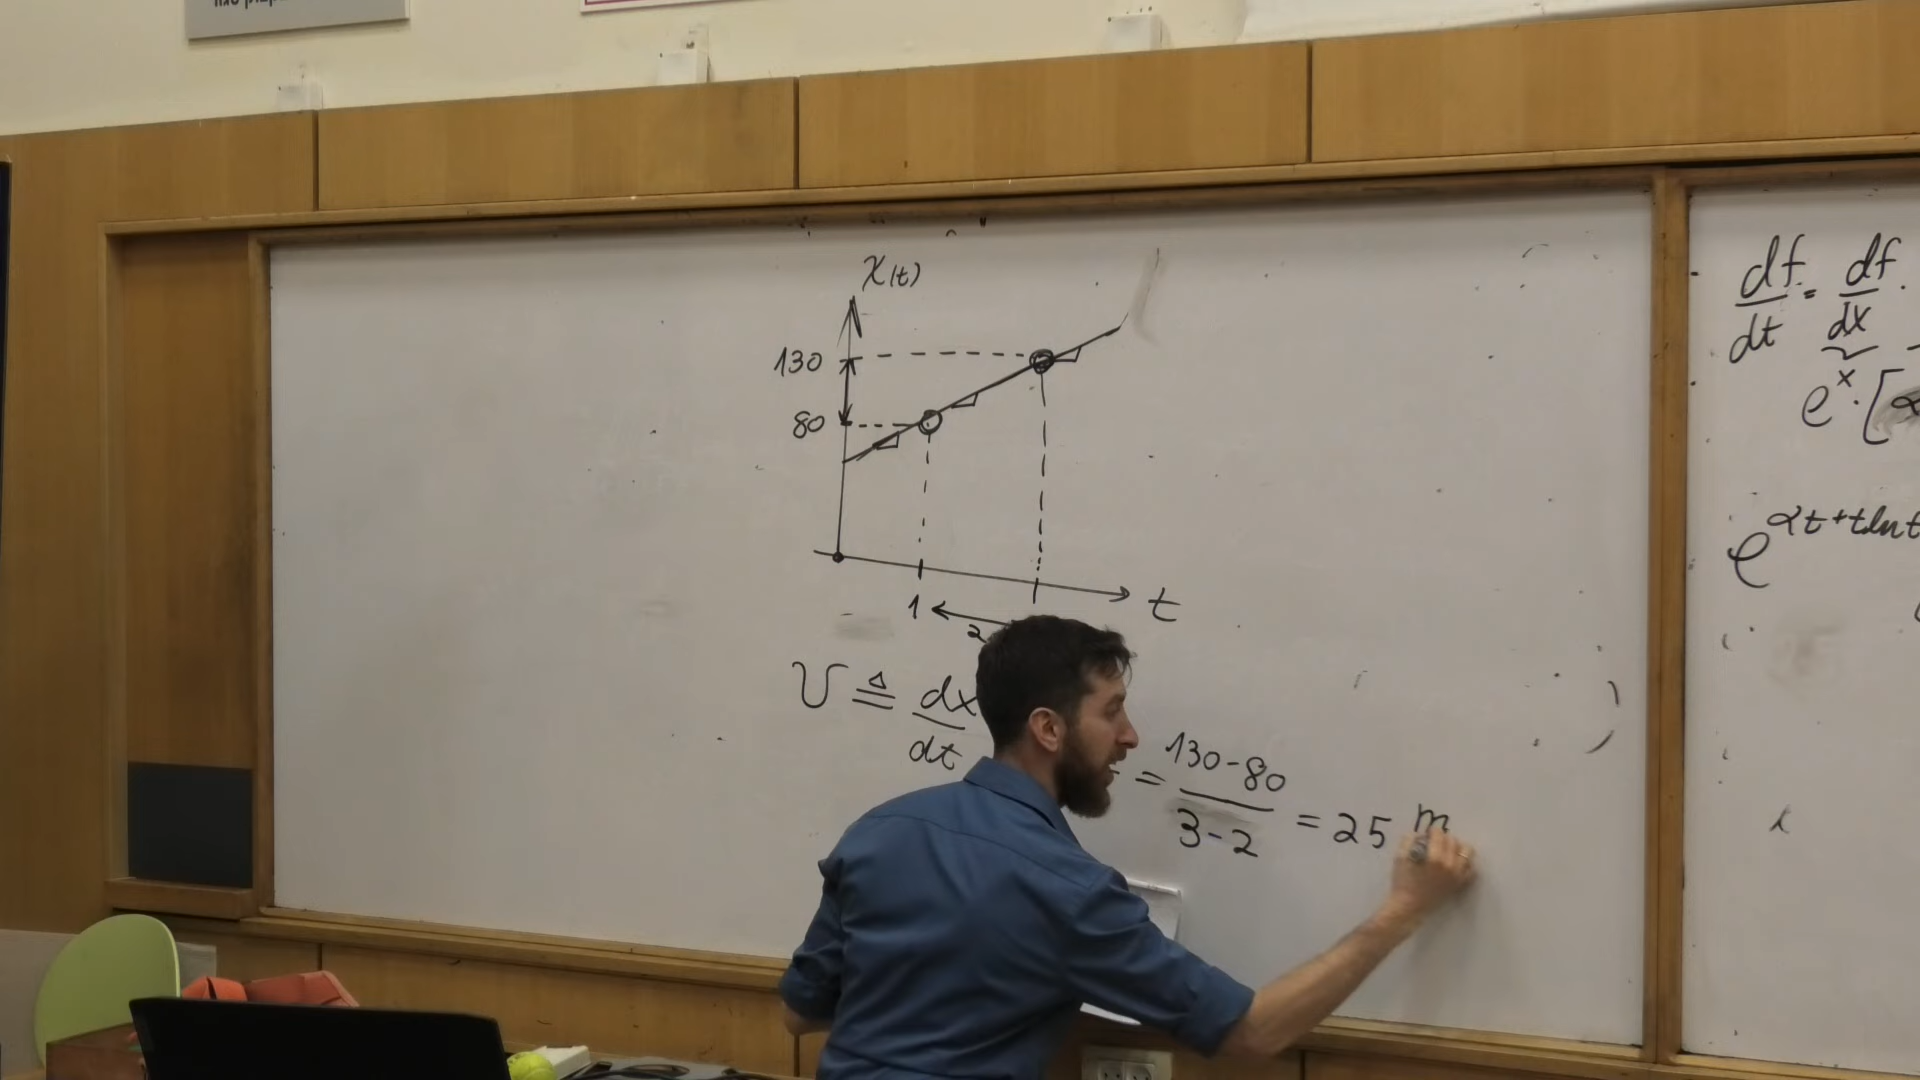 x(t)
130
80
1
2
t
v ≜ dx/dt = (130-80)/(3-2) = 25 m
df/dt = df/dx ·
e^x · [α
e^(αt+tlnt